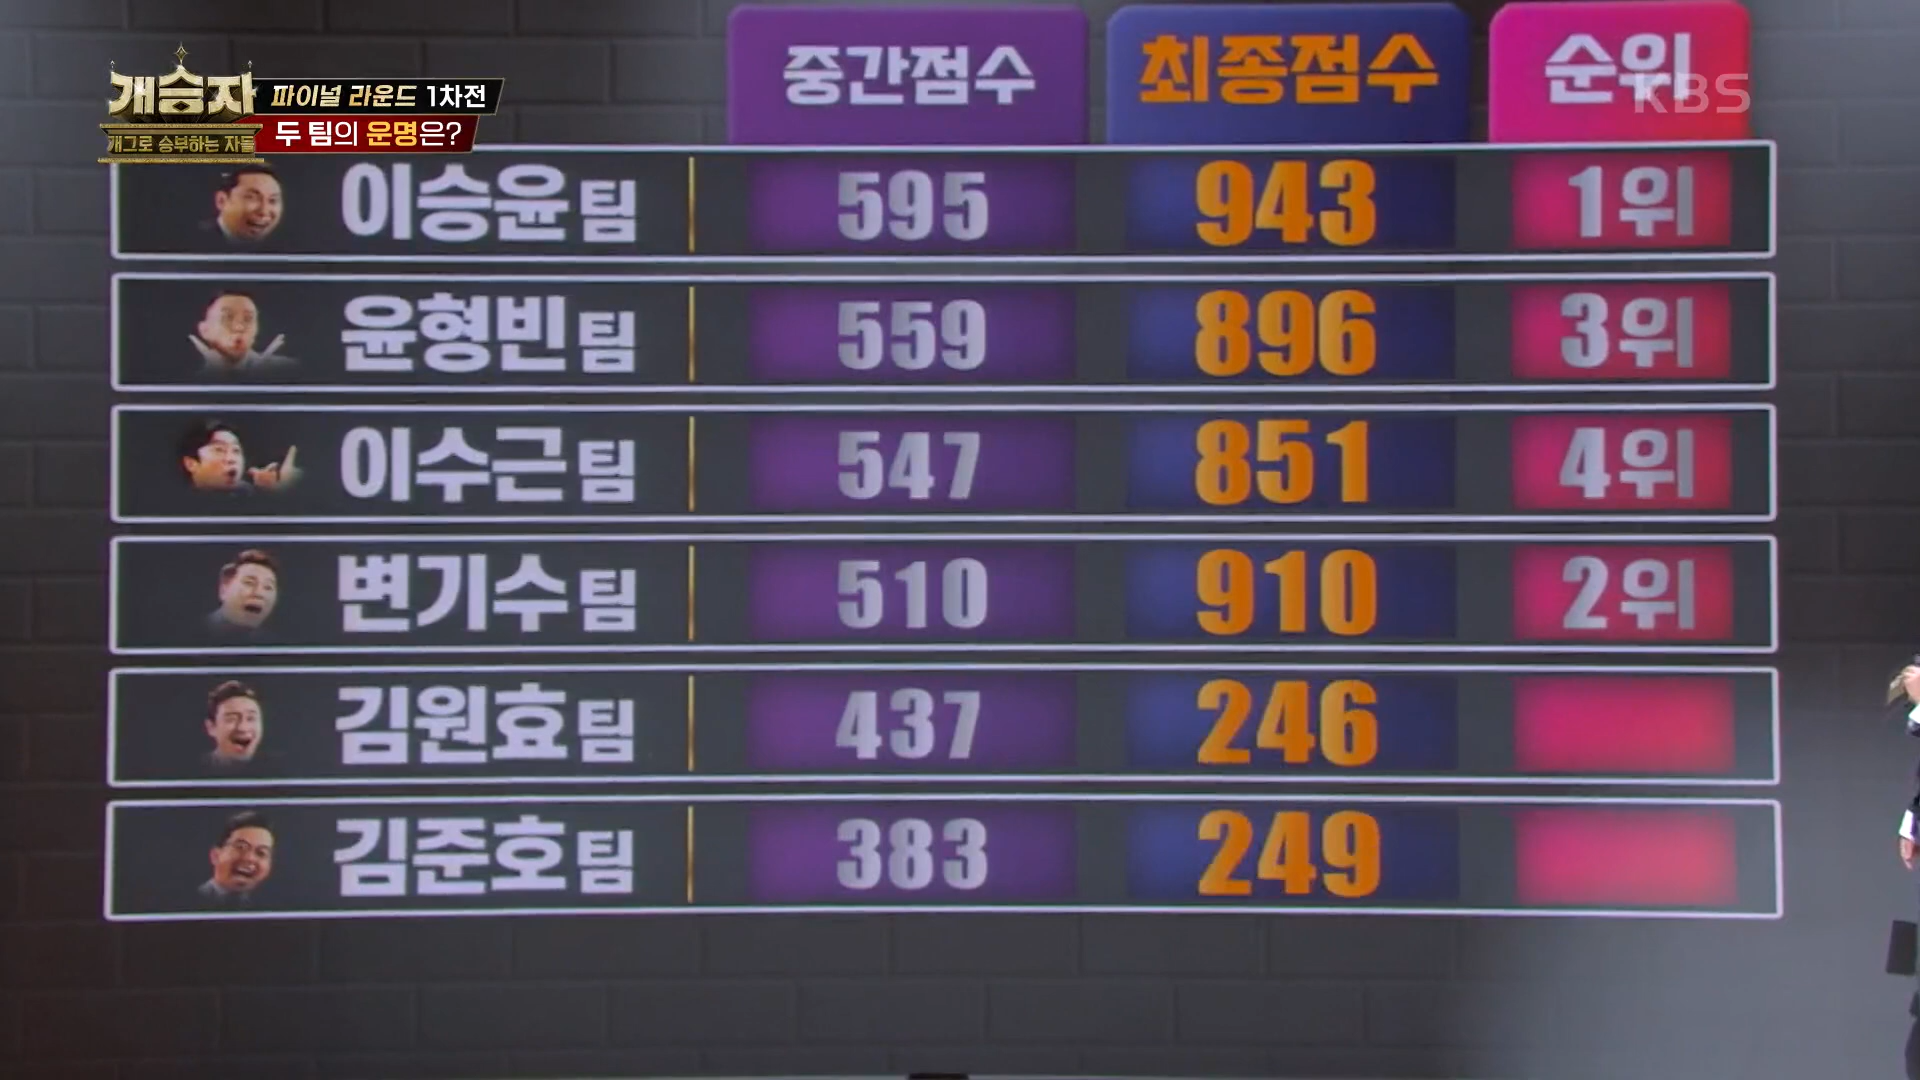 개승자
개그로 승부하는 자들
파이널 라운드 1차전
두 팀의 운명은?
KBS
중간점수 최종점수 순위
이승윤팀 595 943 1위
윤형빈팀 559 896 3위
이수근팀 547 851 4위
변기수팀 510 910 2위
김원효팀 437 246
김준호팀 383 249